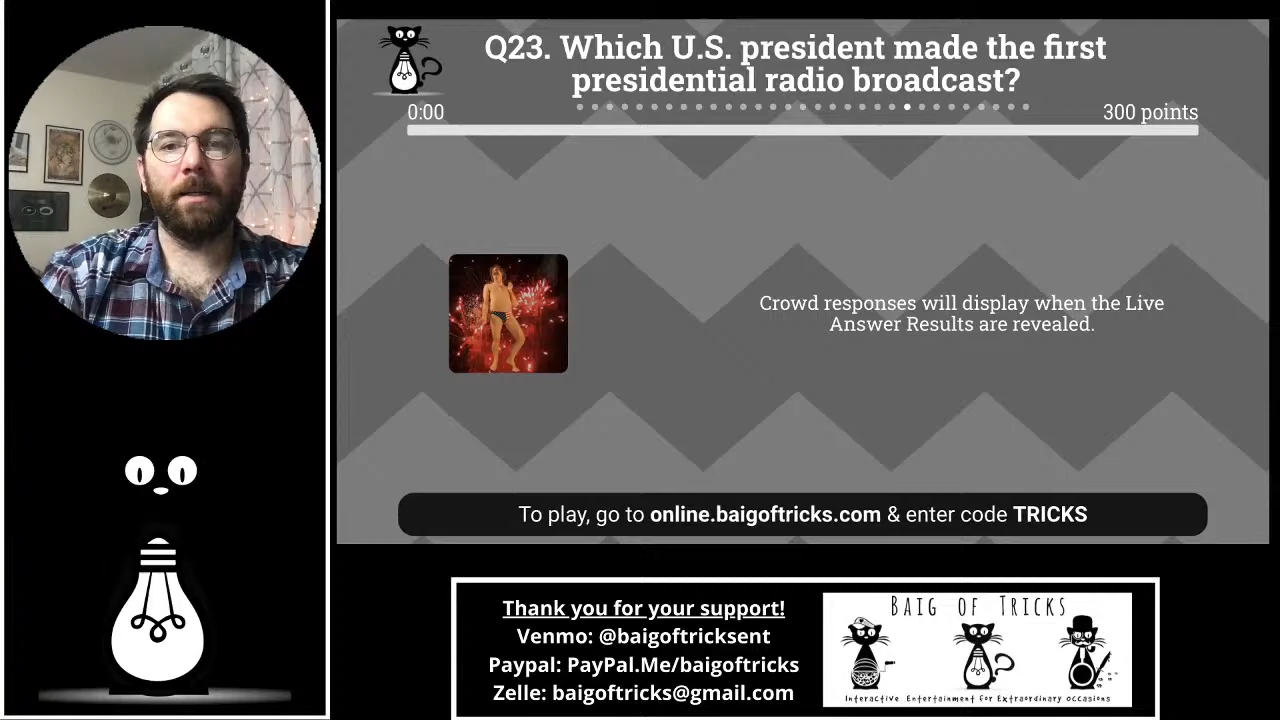 Q23. Which U.S. president made the first
presidential radio broadcast?
0:00
300 points
Crowd responses will display when the Live
Answer Results are revealed.
To play, go to online.baigoftricks.com & enter code TRICKS
Thank you for your support!
Venmo: @baigoftricksent
Paypal: PayPal.Me/baigoftricks
Zelle: baigoftricks@gmail.com
BAIG OF TRICKS
Interactive Entertainment for Extraordinary occasions